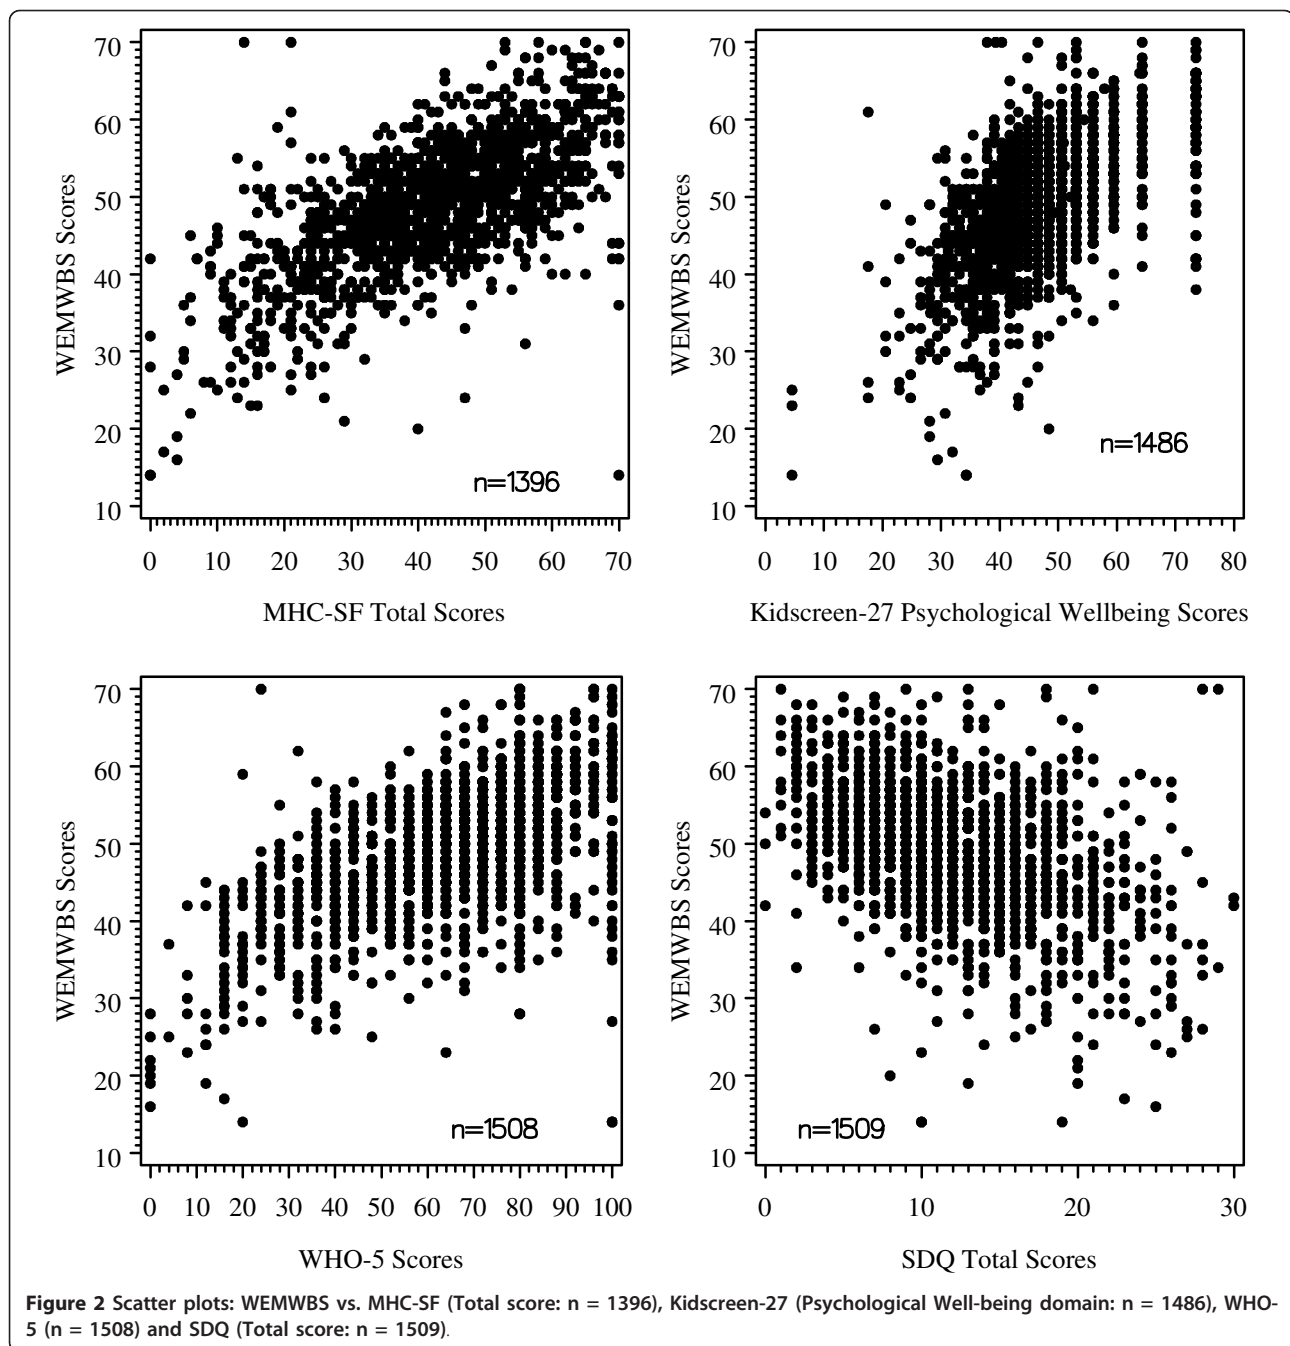 70
60
50
40
30
20
10
WEMWBS Scores
n=1396
0 10 20 30 40 50 60 70
MHC-SF Total Scores
70
60
50
40
30
20
10
WEMWBS Scores
n=1486
0 10 20 30 40 50 60 70 80
Kidscreen-27 Psychological Wellbeing Scores
70
60
50
40
30
20
10
WEMWBS Scores
n=1508
0 10 20 30 40 50 60 70 80 90 100
WHO-5 Scores
70
60
50
40
30
20
10
WEMWBS Scores
n=1509
0 10 20 30
SDQ Total Scores
Figure 2 Scatter plots: WEMWBS vs. MHC-SF (Total score: n = 1396), Kidscreen-27 (Psychological Well-being domain: n = 1486), WHO-
5 (n = 1508) and SDQ (Total score: n = 1509).